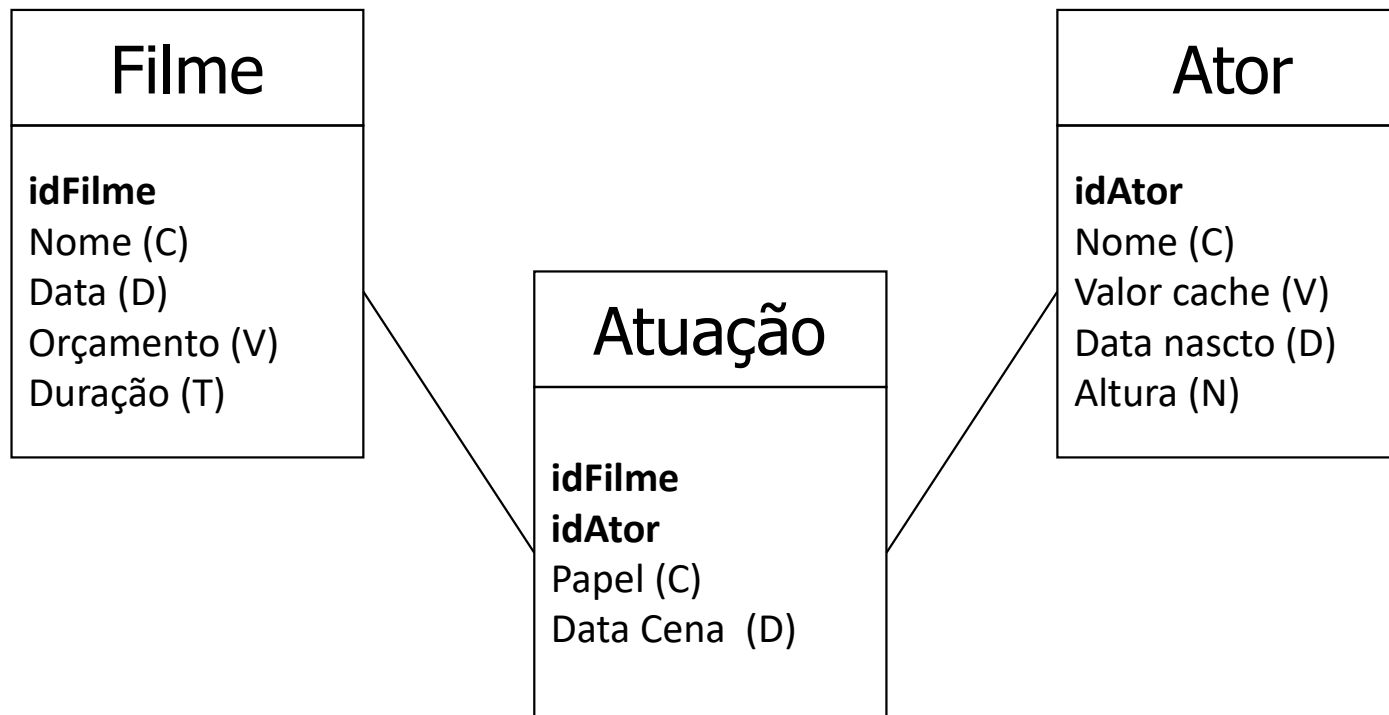 Filme
idFilme
Nome (C)
Data (D)
Orçamento (V)
Duração (T)
Atuação
idFilme
idAtor
Papel (C)
Data Cena  (D)
Ator
idAtor
Nome (C)
Valor cache (V)
Data nascto (D)
Altura (N)